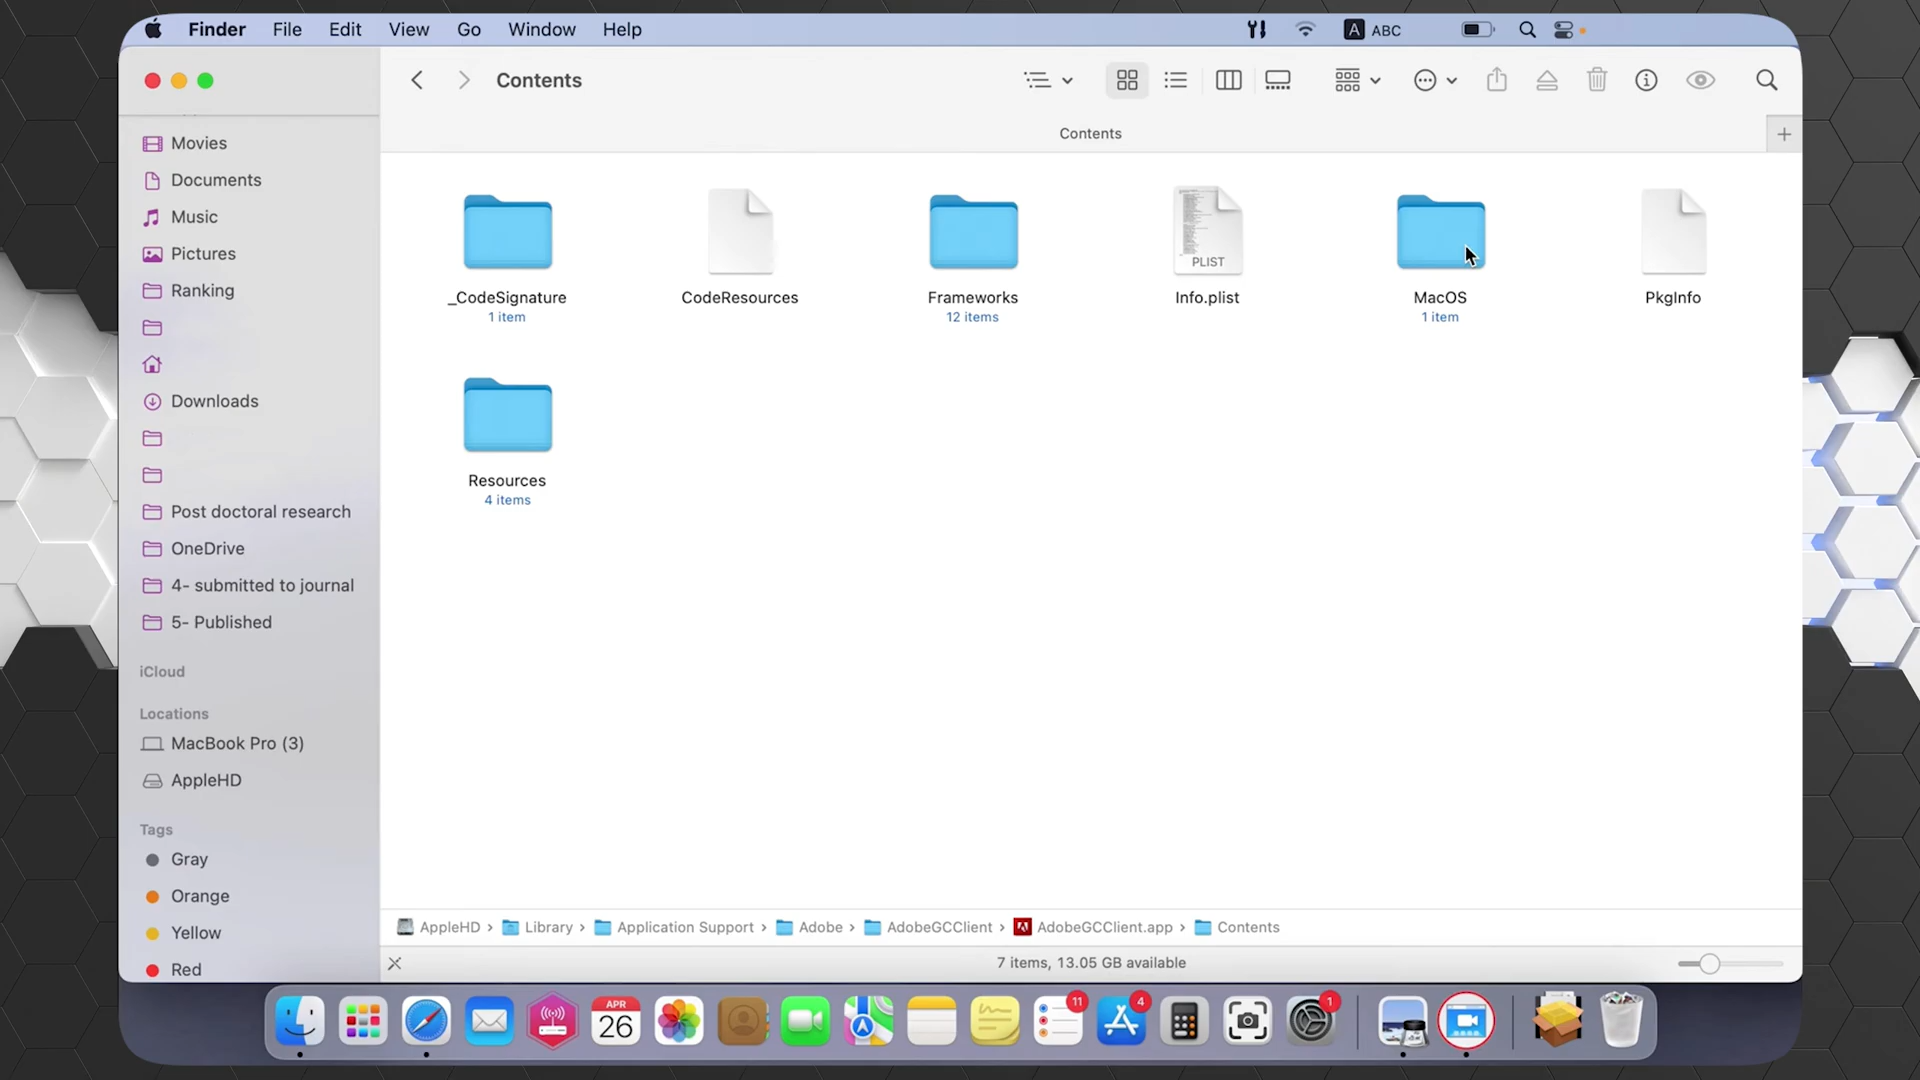 Finder File Edit View Go Window Help A ABC
Contents
Contents
Movies
Documents
Music
Pictures
Ranking
Downloads
Post doctoral research
OneDrive
4- submitted to journal
5- Published
iCloud
Locations
MacBook Pro (3)
AppleHD
Tags
Gray
Orange
Yellow
Red
PLIST
_CodeSignature CodeResources Frameworks Info.plist MacOS PkgInfo
1 item 12 items 1 item
Resources
4 items
AppleHD › Library › Application Support › Adobe › AdobeGCClient › AdobeGCClient.app › Contents
7 items, 13.05 GB available
APR
26
11
4
1